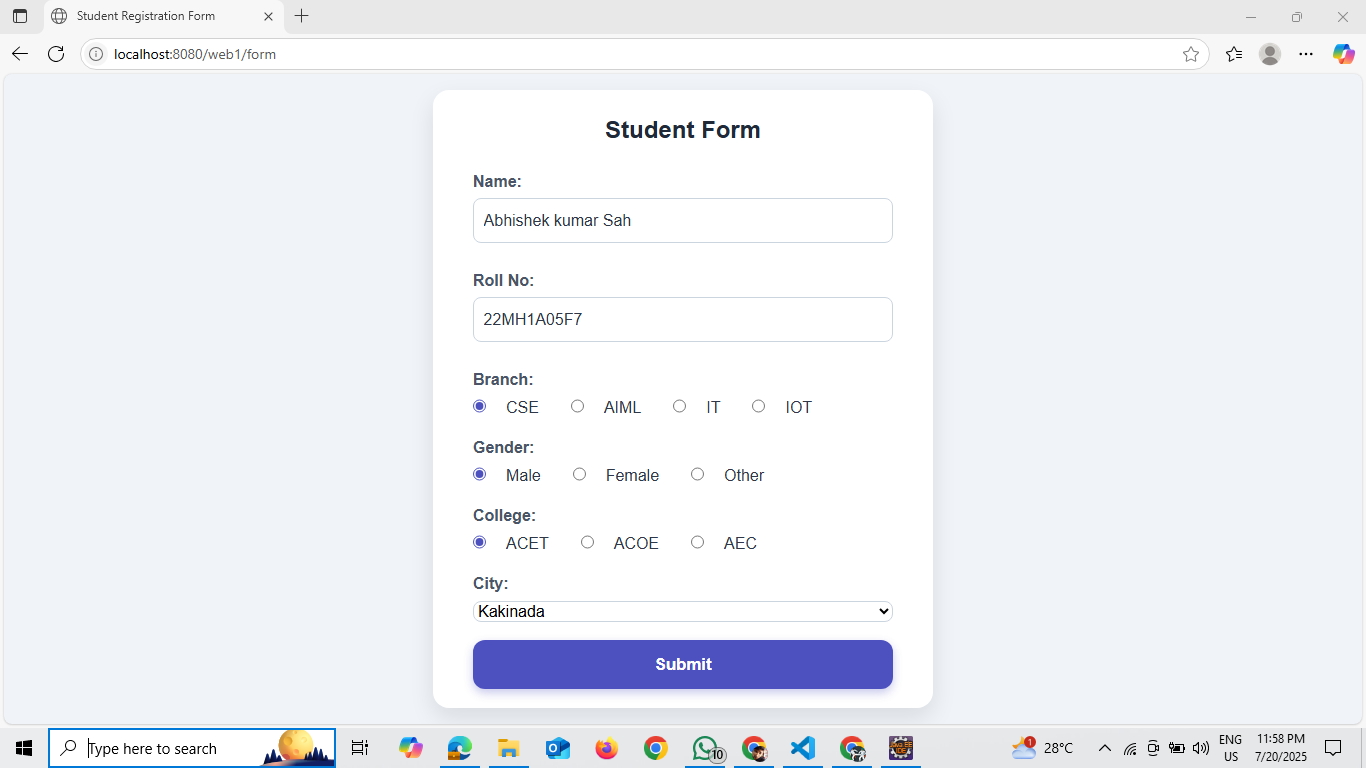 Student Registration Form
localhost:8080/web1/form
Student Form
Name:
Abhishek kumar Sah
Roll No:
22MH1A05F7
Branch:
CSE AIML IT IOT
Gender:
Male Female Other
College:
ACET ACOE AEC
City:
Kakinada
Submit
Type here to search
10
1
28°C
ENG
US
11:58 PM
7/20/2025